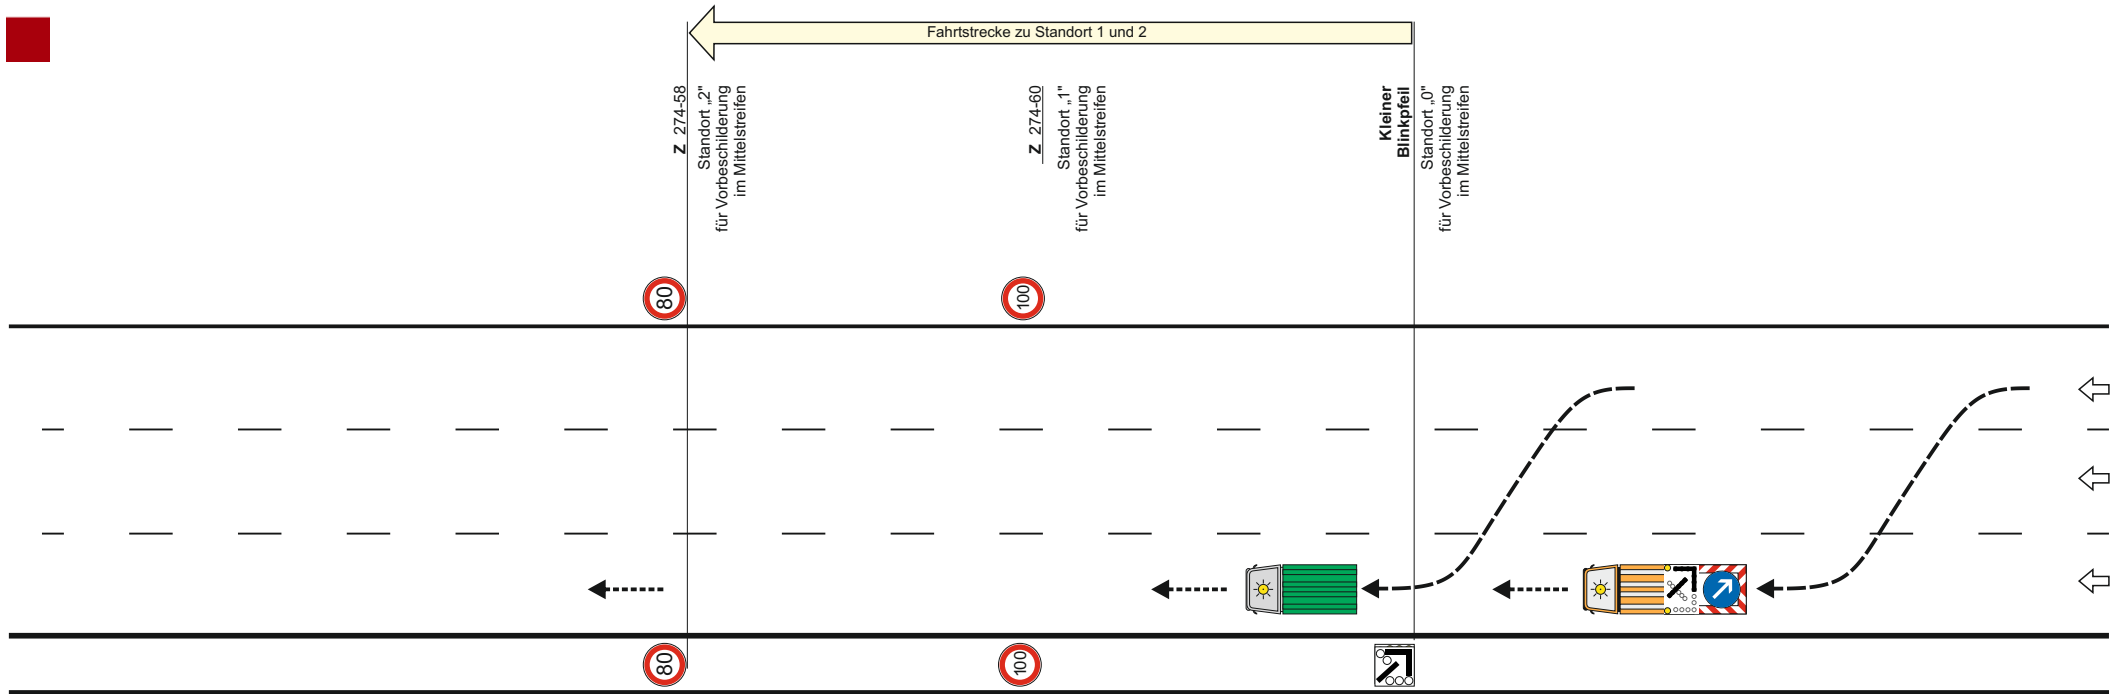 Fahrtstrecke zu Standort 1 und 2
Z 274-58
Standort „2"
für Vorbeschilderung
im Mittelstreifen
Z 274-60
Standort „1"
für Vorbeschilderung
im Mittelstreifen
Kleiner
Blinkpfeil
Standort „0"
für Vorbeschilderung
im Mittelstreifen
80
100
80
100